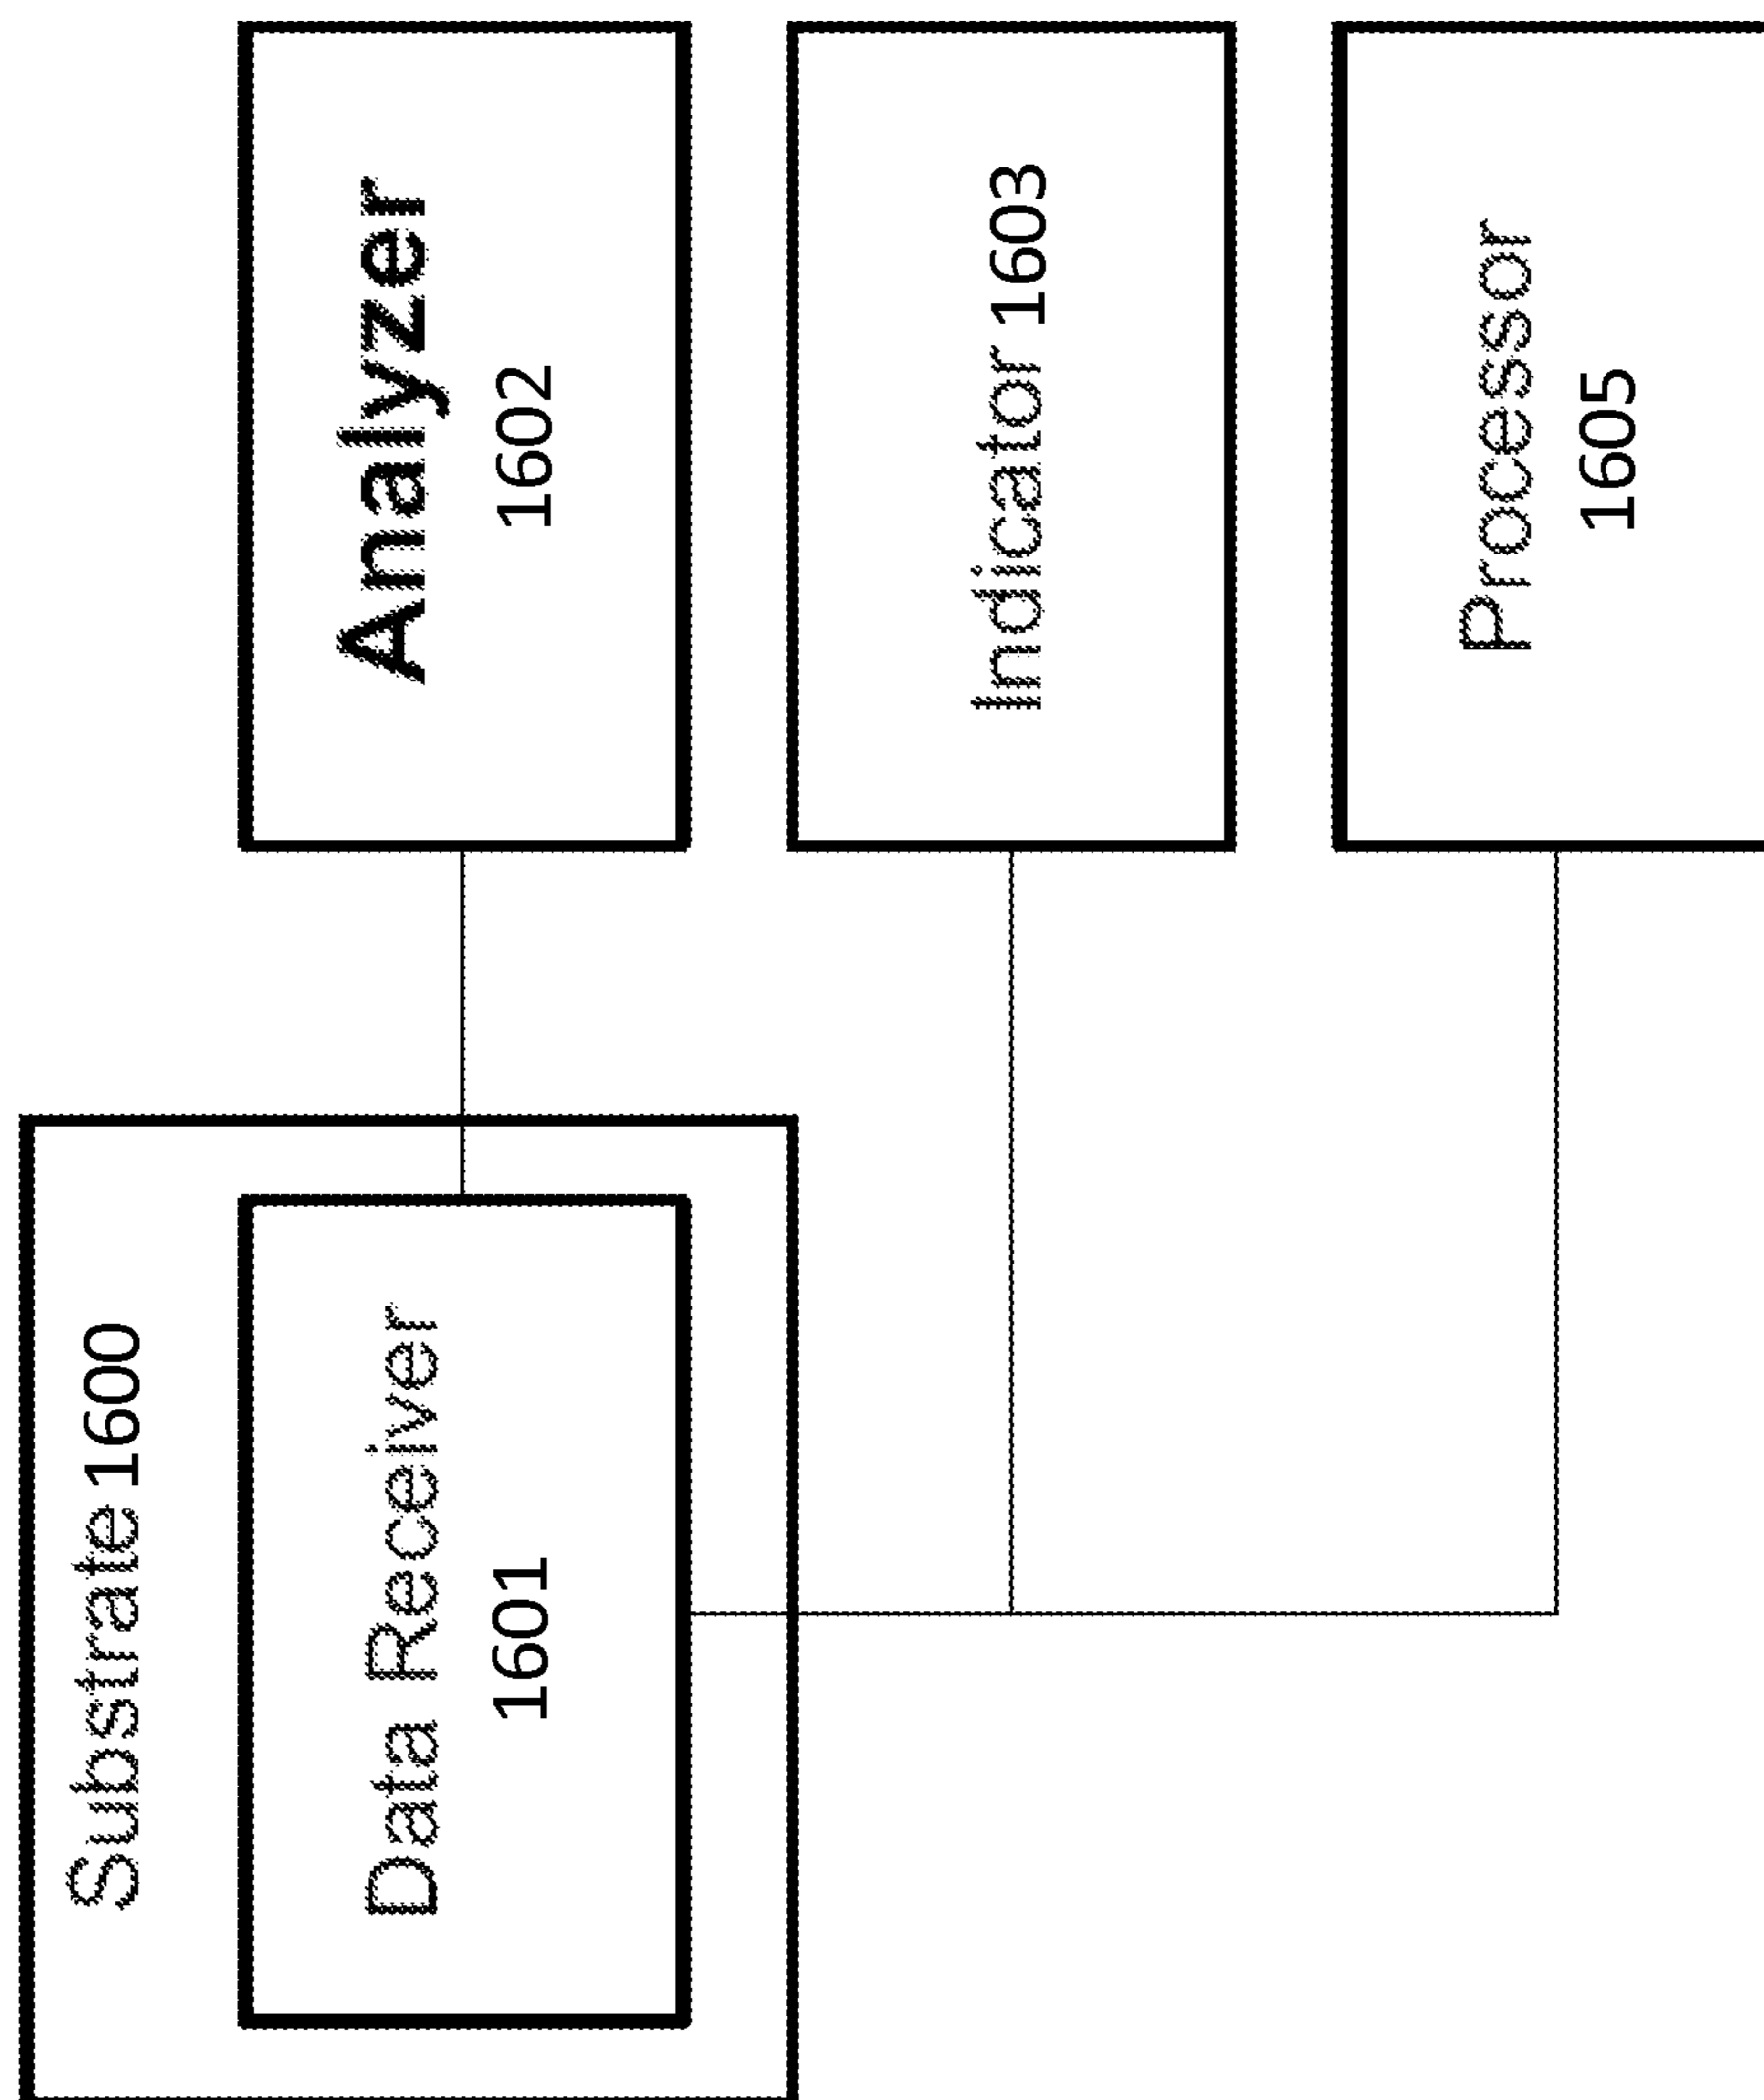 Substrate 1600
Data Receiver
1601
Analyzer
1602
Indicator 1603
Processor
1605